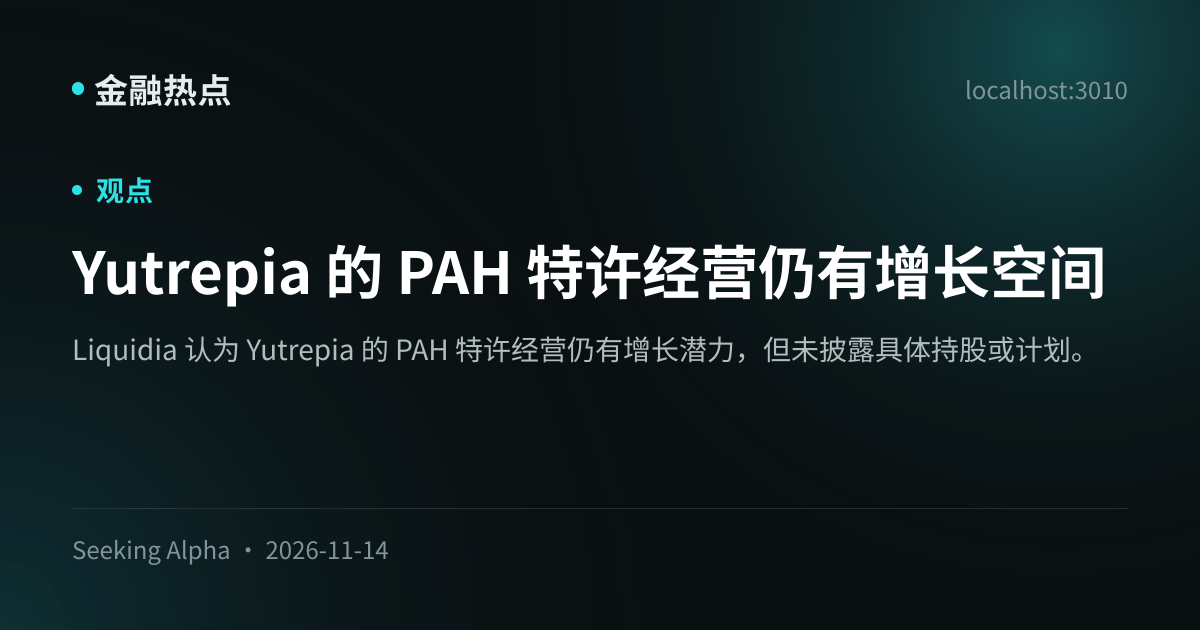 金融热点
localhost:3010
观点
Yutrepia 的 PAH 特许经营仍有增长空间
Liquidia 认为 Yutrepia 的 PAH 特许经营仍有增长潜力，但未披露具体持股或计划。
Seeking Alpha • 2026-11-14